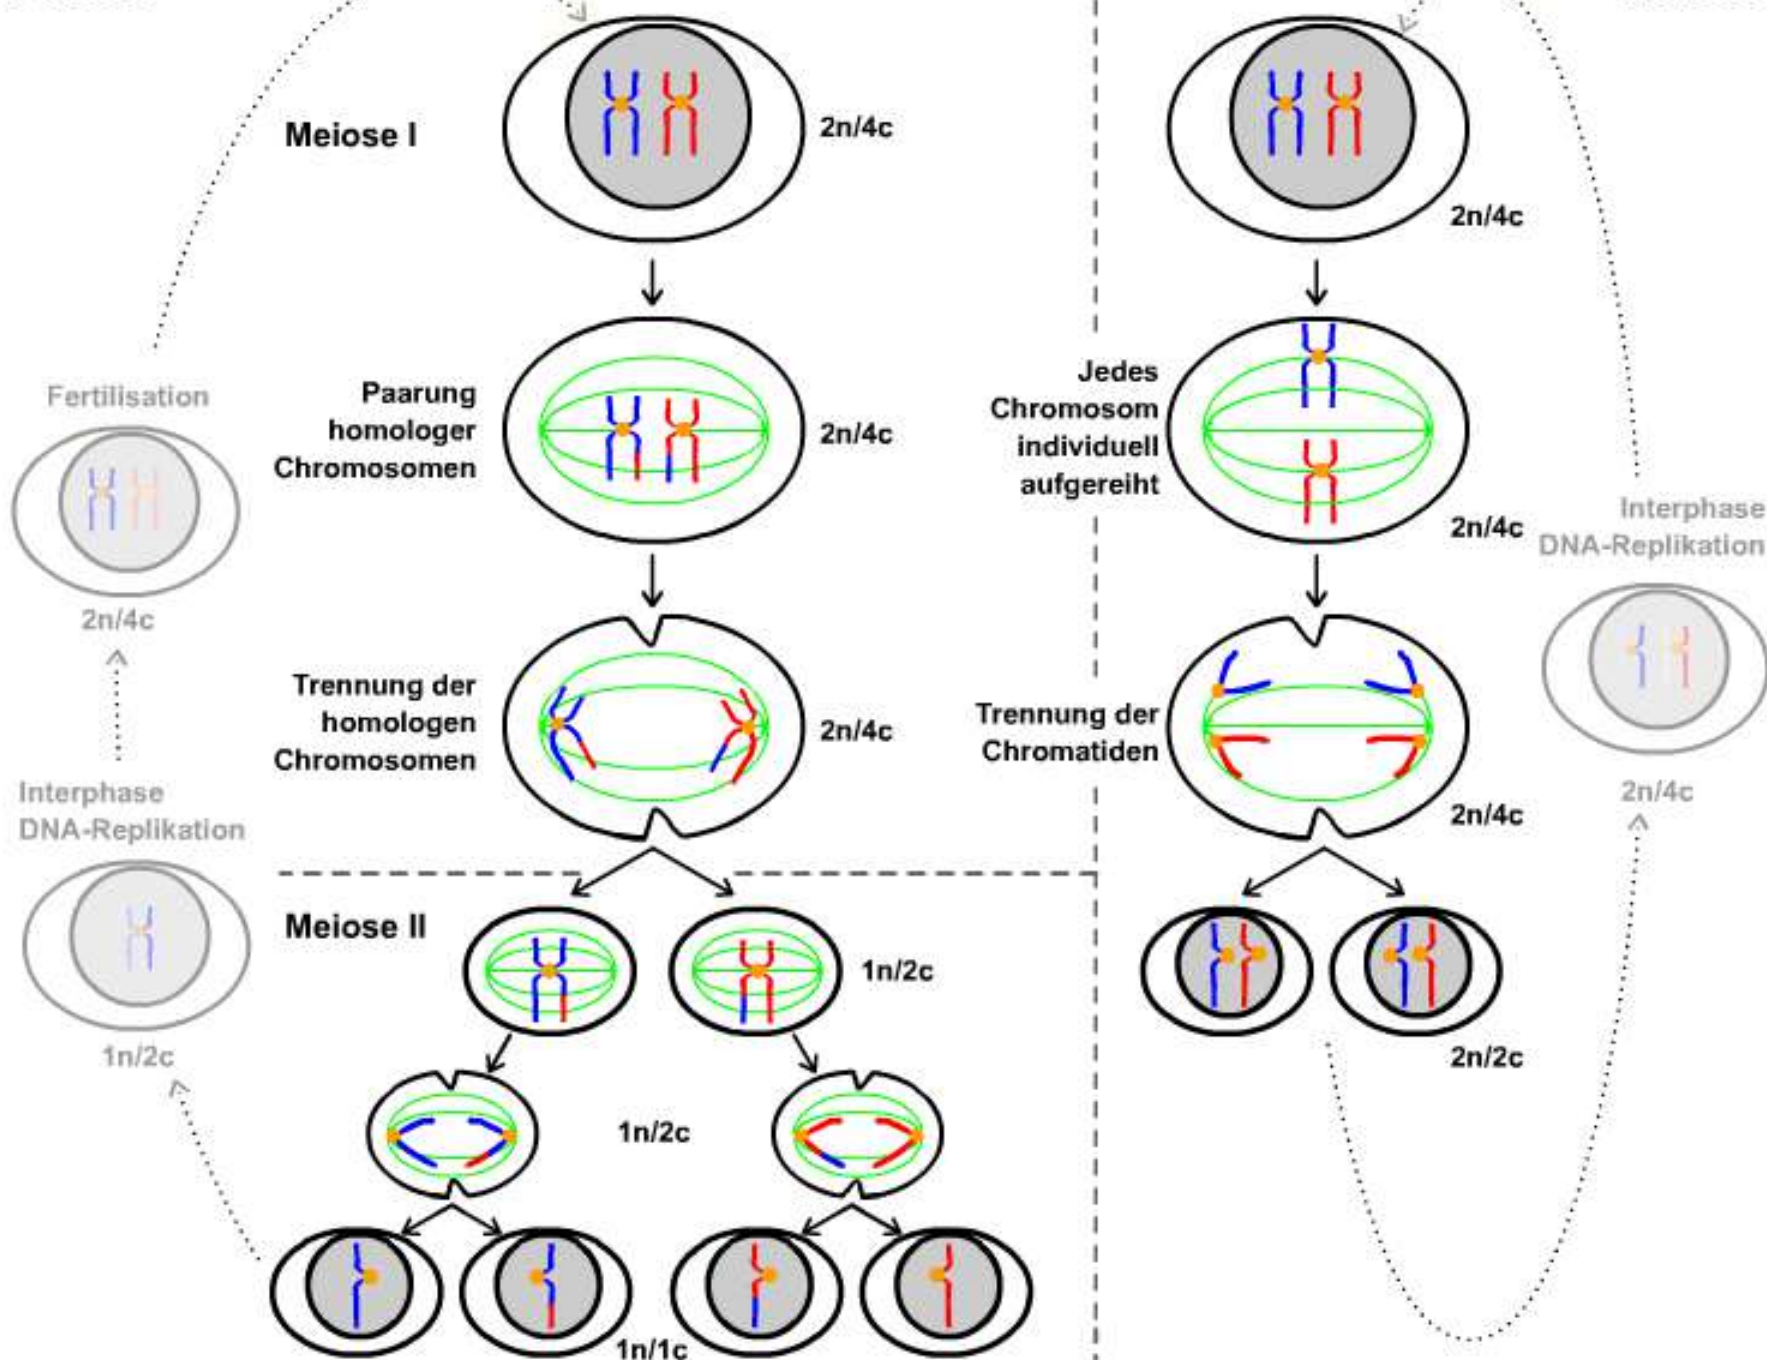 Meiose I
2n/4c
2n/4c
Fertilisation
2n/4c
Paarung
homologer
Chromosomen
2n/4c
Jedes
Chromosom
individuell
aufgereiht
2n/4c
Interphase
DNA-Replikation
2n/4c
Trennung der
homologen
Chromosomen
2n/4c
Trennung der
Chromatiden
2n/4c
Interphase
DNA-Replikation
1n/2c
Meiose II
1n/2c
2n/2c
1n/2c
1n/1c